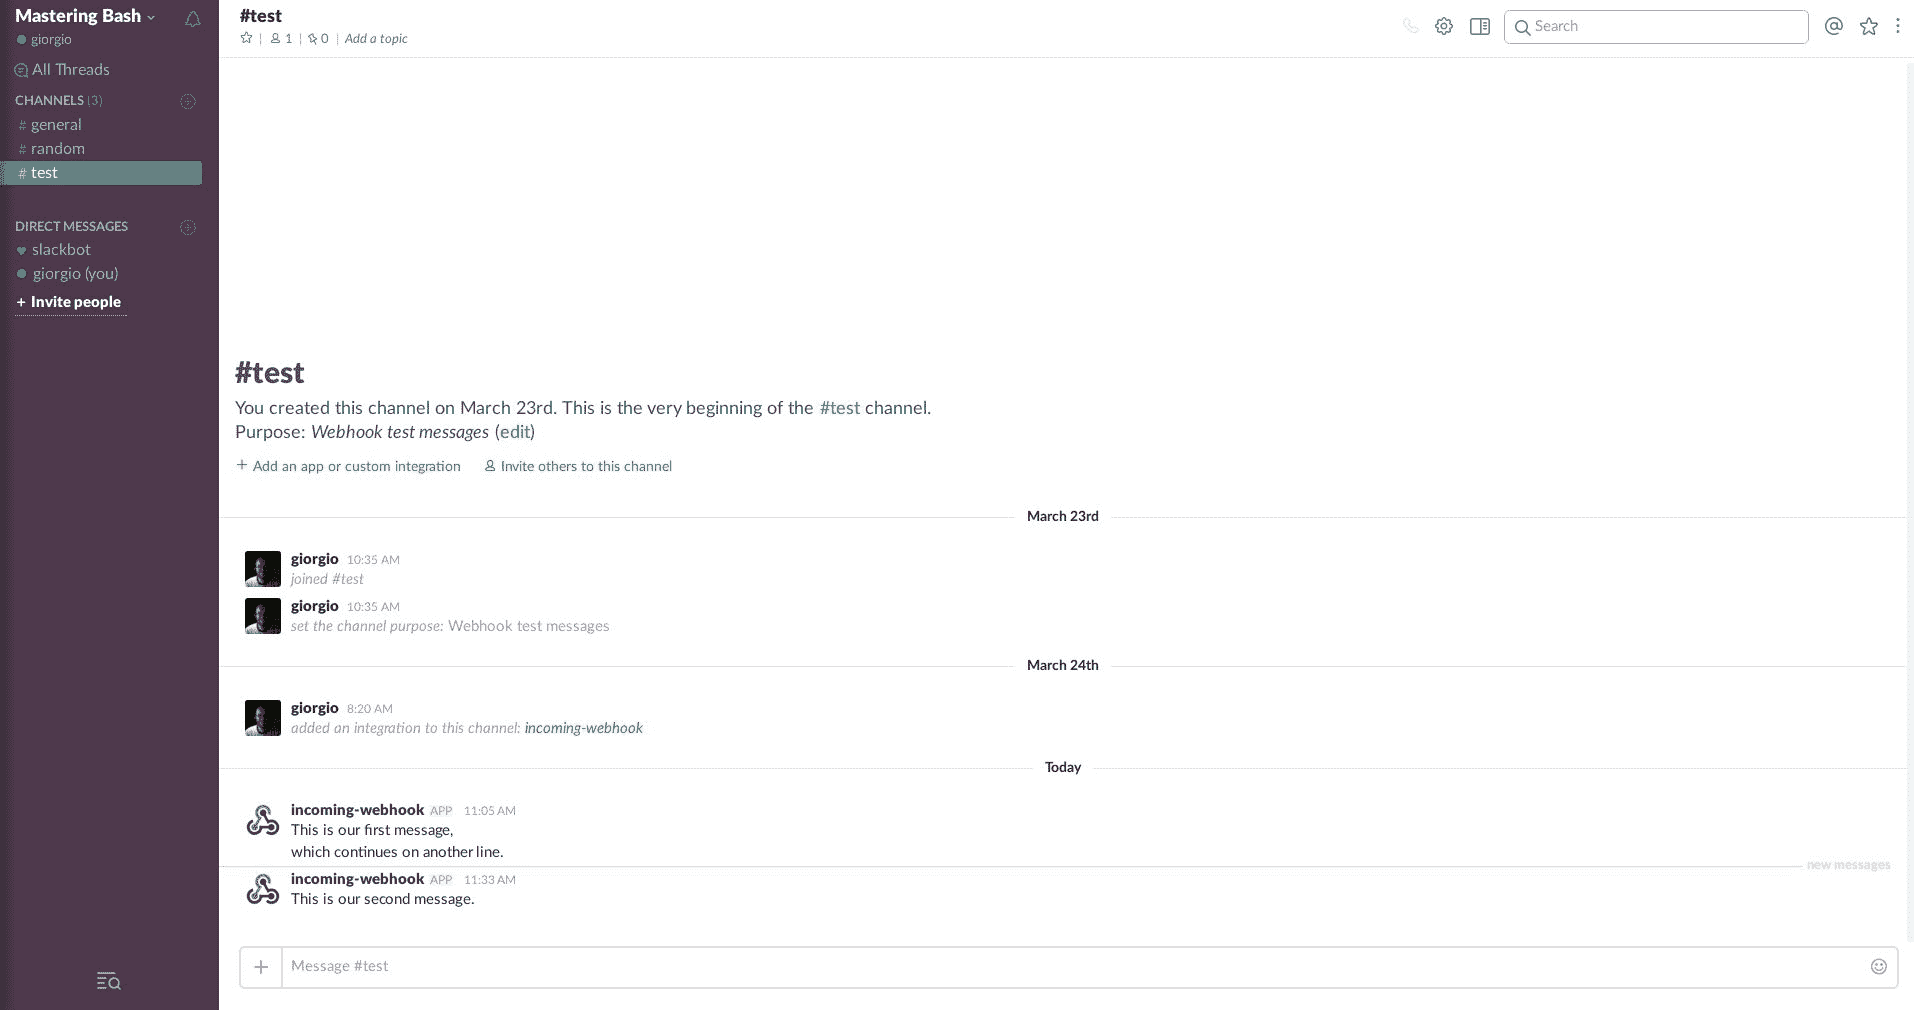 Mastering Bash
giorgio
All Threads
CHANNELS (3)
# general
# random
# test
DIRECT MESSAGES
slackbot
giorgio (you)
+ Invite people
#test
1 | 0 | Add a topic
Search
#test
You created this channel on March 23rd. This is the very beginning of the #test channel.
Purpose: Webhook test messages (edit)
+ Add an app or custom integration Invite others to this channel
March 23rd
giorgio 10:35 AM
joined #test
giorgio 10:35 AM
set the channel purpose: Webhook test messages
March 24th
giorgio 8:20 AM
added an integration to this channel: incoming-webhook
Today
incoming-webhook APP 11:05 AM
This is our first message,
which continues on another line.
new messages
incoming-webhook APP 11:33 AM
This is our second message.
+ Message #test